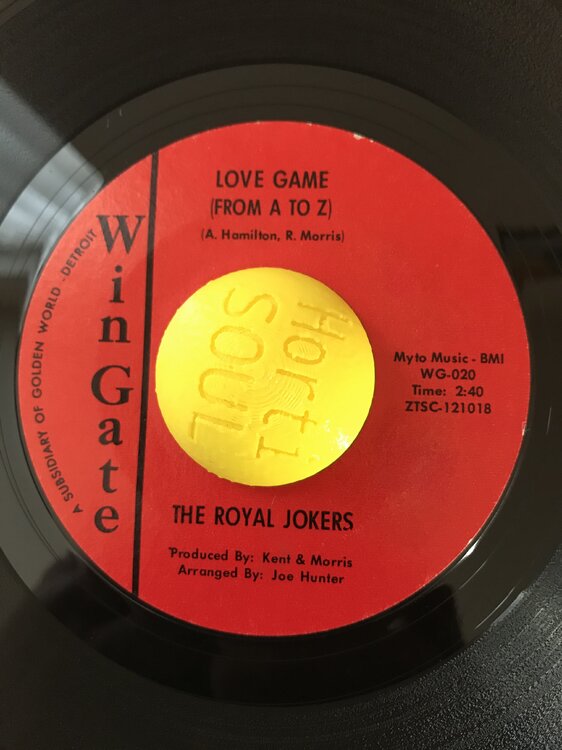 LOVE GAME
(FROM A TO Z)
(A. Hamilton, R. Morris)
WinGate
A SUBSIDIARY OF GOLDEN WORLD - DETROIT
Horti
SOUL
Myto Music - BMI
WG-020
Time: 2:40
ZTSC-121018
THE ROYAL JOKERS
Produced By: Kent & Morris
Arranged By: Joe Hunter